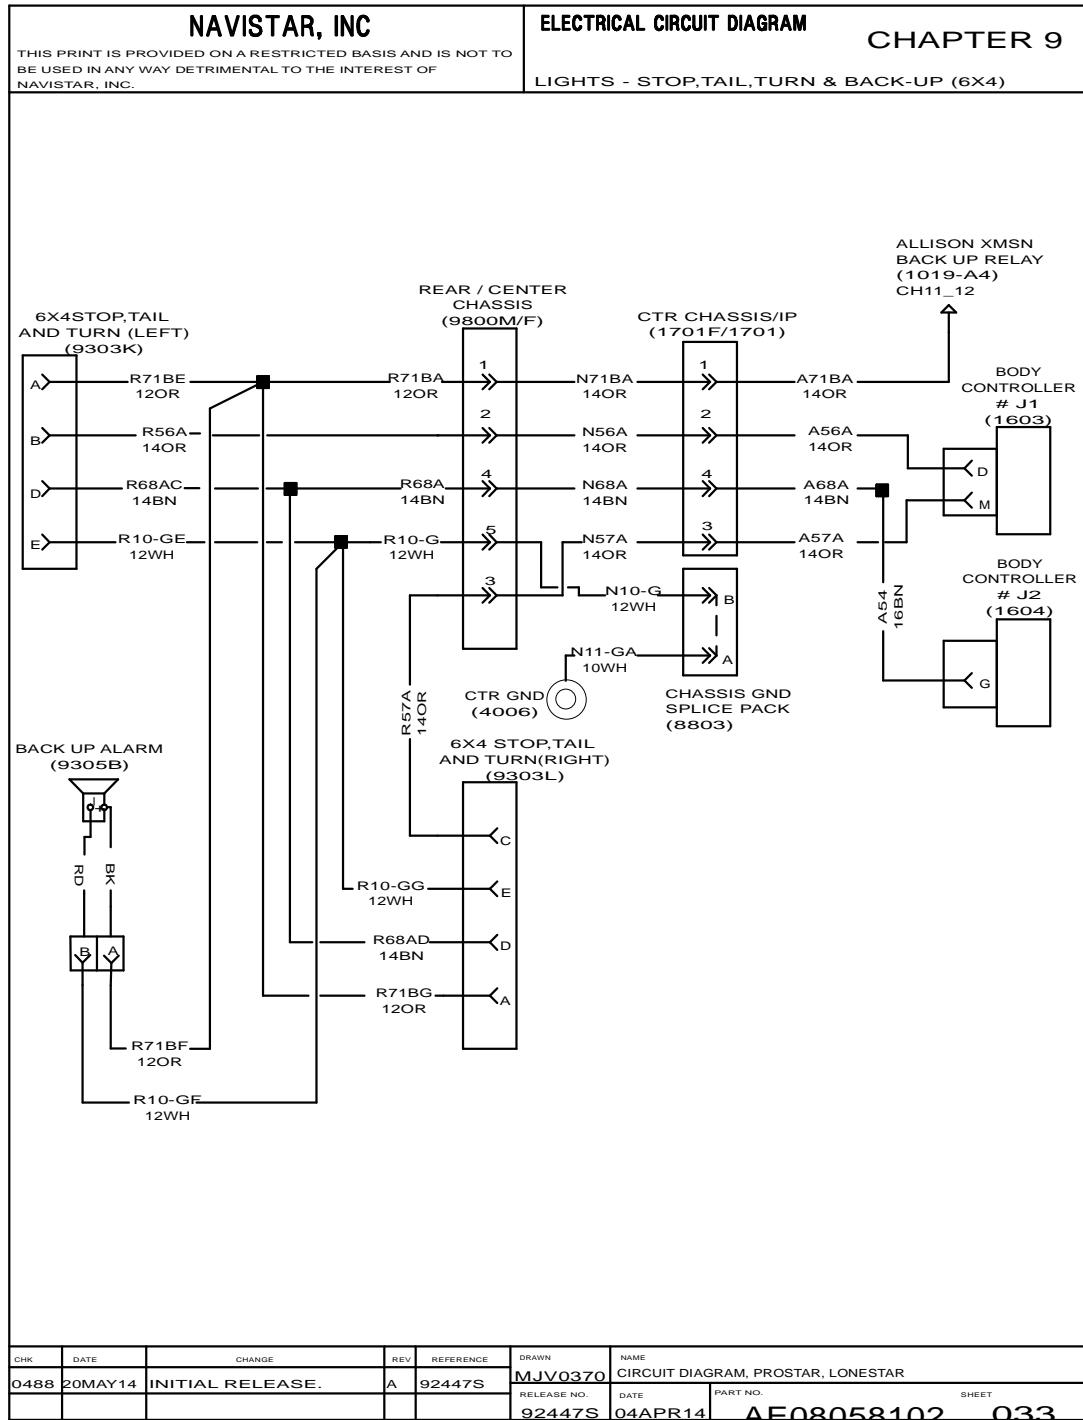 NAVISTAR, INC
THIS PRINT IS PROVIDED ON A RESTRICTED BASIS AND IS NOT TO
BE USED IN ANY WAY DETRIMENTAL TO THE INTEREST OF
NAVISTAR, INC.
ELECTRICAL CIRCUIT DIAGRAM
CHAPTER 9
LIGHTS - STOP,TAIL,TURN & BACK-UP (6X4)
ALLISON XMSN
BACK UP RELAY
(1019-A4)
CH11_12
REAR / CENTER
CHASSIS
(9800M/F)
CTR CHASSIS/IP
(1701F/1701)
6X4STOP,TAIL
AND TURN (LEFT)
(9303K)
BODY
CONTROLLER
# J1
(1603)
A
R71BE
12OR
R71BA
12OR
1
N71BA
14OR
1
A71BA
14OR
B
R56A
14OR
2
N56A
14OR
2
A56A
14OR
D
D
R68AC
14BN
R68A
14BN
4
N68A
14BN
4
A68A
14BN
M
E
R10-GE
12WH
R10-G
12WH
5
N57A
14OR
3
A57A
14OR
BODY
CONTROLLER
# J2
(1604)
3
N10-G
12WH
B
A54
16BN
N11-GA
10WH
A
G
CTR GND
(4006)
CHASSIS GND
SPLICE PACK
(8803)
R57A
14OR
BACK UP ALARM
(9305B)
6X4 STOP,TAIL
AND TURN(RIGHT)
(9303L)
C
RD
BK
R10-GG
12WH
E
R68AD
14BN
D
B
A
R71BG
12OR
A
R71BF
12OR
R10-GF
12WH
CHK
DATE
CHANGE
REV
REFERENCE
DRAWN
NAME
0488
20MAY14
INITIAL RELEASE.
A
92447S
MJV0370
CIRCUIT DIAGRAM, PROSTAR, LONESTAR
RELEASE NO.
DATE
PART NO.
SHEET
92447S
04APR14
AE08058102
033